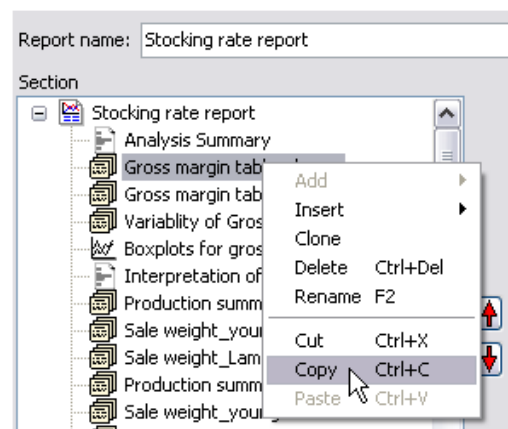 Report name: Stocking rate report
Section
Stocking rate report
Analysis Summary
Gross margin tab
Gross margin tab
Variablity of Gros
Boxplots for gros
Interpretation of
Production summ
Sale weight_you
Sale weight_Lam
Production summ
Sale weight_young
Add
Insert
Clone
Delete Ctrl+Del
Rename F2
Cut Ctrl+X
Copy Ctrl+C
Paste Ctrl+V